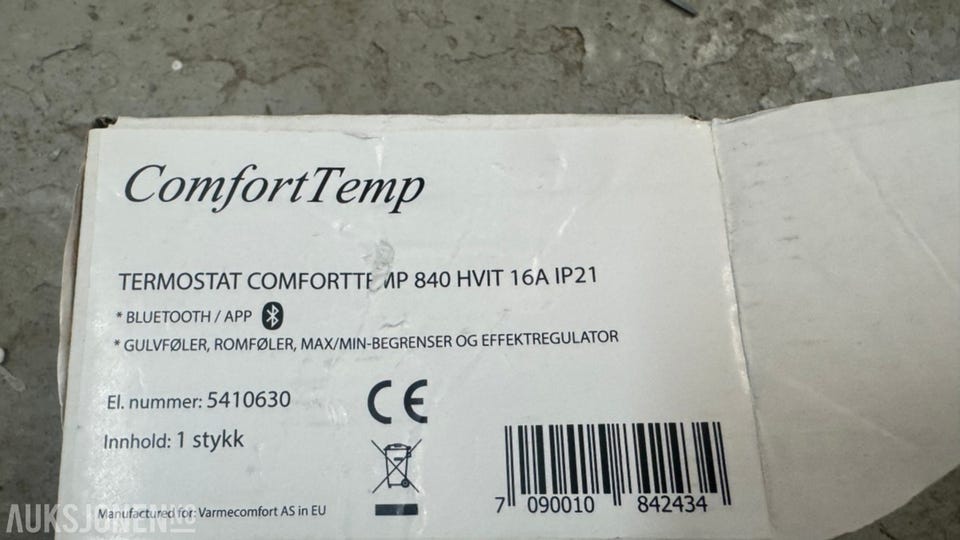 ComfortTemp
TERMOSTAT COMFORTTEMP 840 HVIT 16A IP21
* BLUETOOTH / APP
* GULVFØLER, ROMFØLER, MAX/MIN-BEGRENSER OG EFFEKTREGULATOR
El. nummer: 5410630
CE
Innhold: 1 stykk
7 090010 842434
Manufactured for: Varmecomfort AS in EU
AUKSJONEN.NO